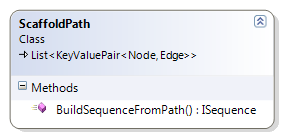 ScaffoldPath
Class
List<KeyValuePair<Node,Edge>>
Methods
BuildSequenceFromPath() : ISequence